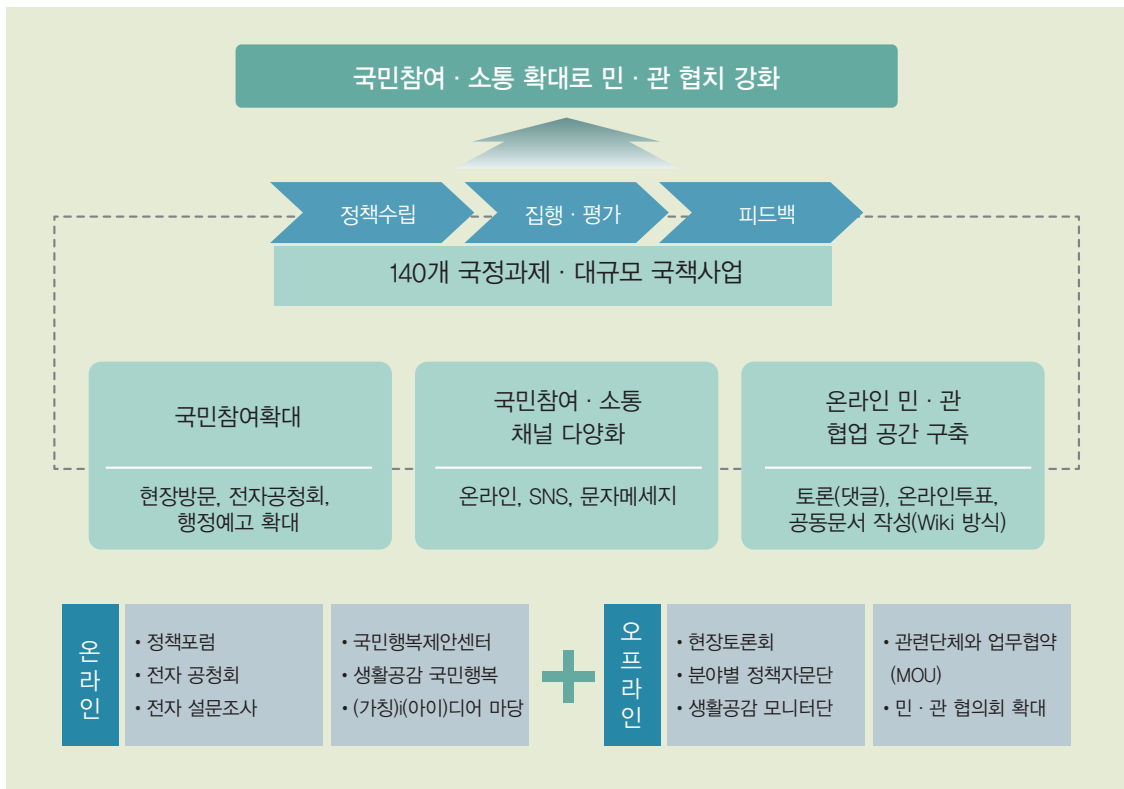 국민참여 · 소통 확대로 민 · 관 협치 강화
정책수립
집행 · 평가
피드백
140개 국정과제 · 대규모 국책사업
국민참여확대
현장방문, 전자공청회,
행정예고 확대
국민참여 · 소통
채널 다양화
온라인, SNS, 문자메세지
온라인 민 · 관
협업 공간 구축
토론(댓글), 온라인투표,
공동문서 작성(Wiki 방식)
온라인
• 정책포럼
• 전자 공청회
• 전자 설문조사
• 국민행복제안센터
• 생활공감 국민행복
• (가칭)i(아이)디어 마당
오프라인
• 현장토론회
• 분야별 정책자문단
• 생활공감 모니터단
• 관련단체와 업무협약
(MOU)
• 민 · 관 협의회 확대